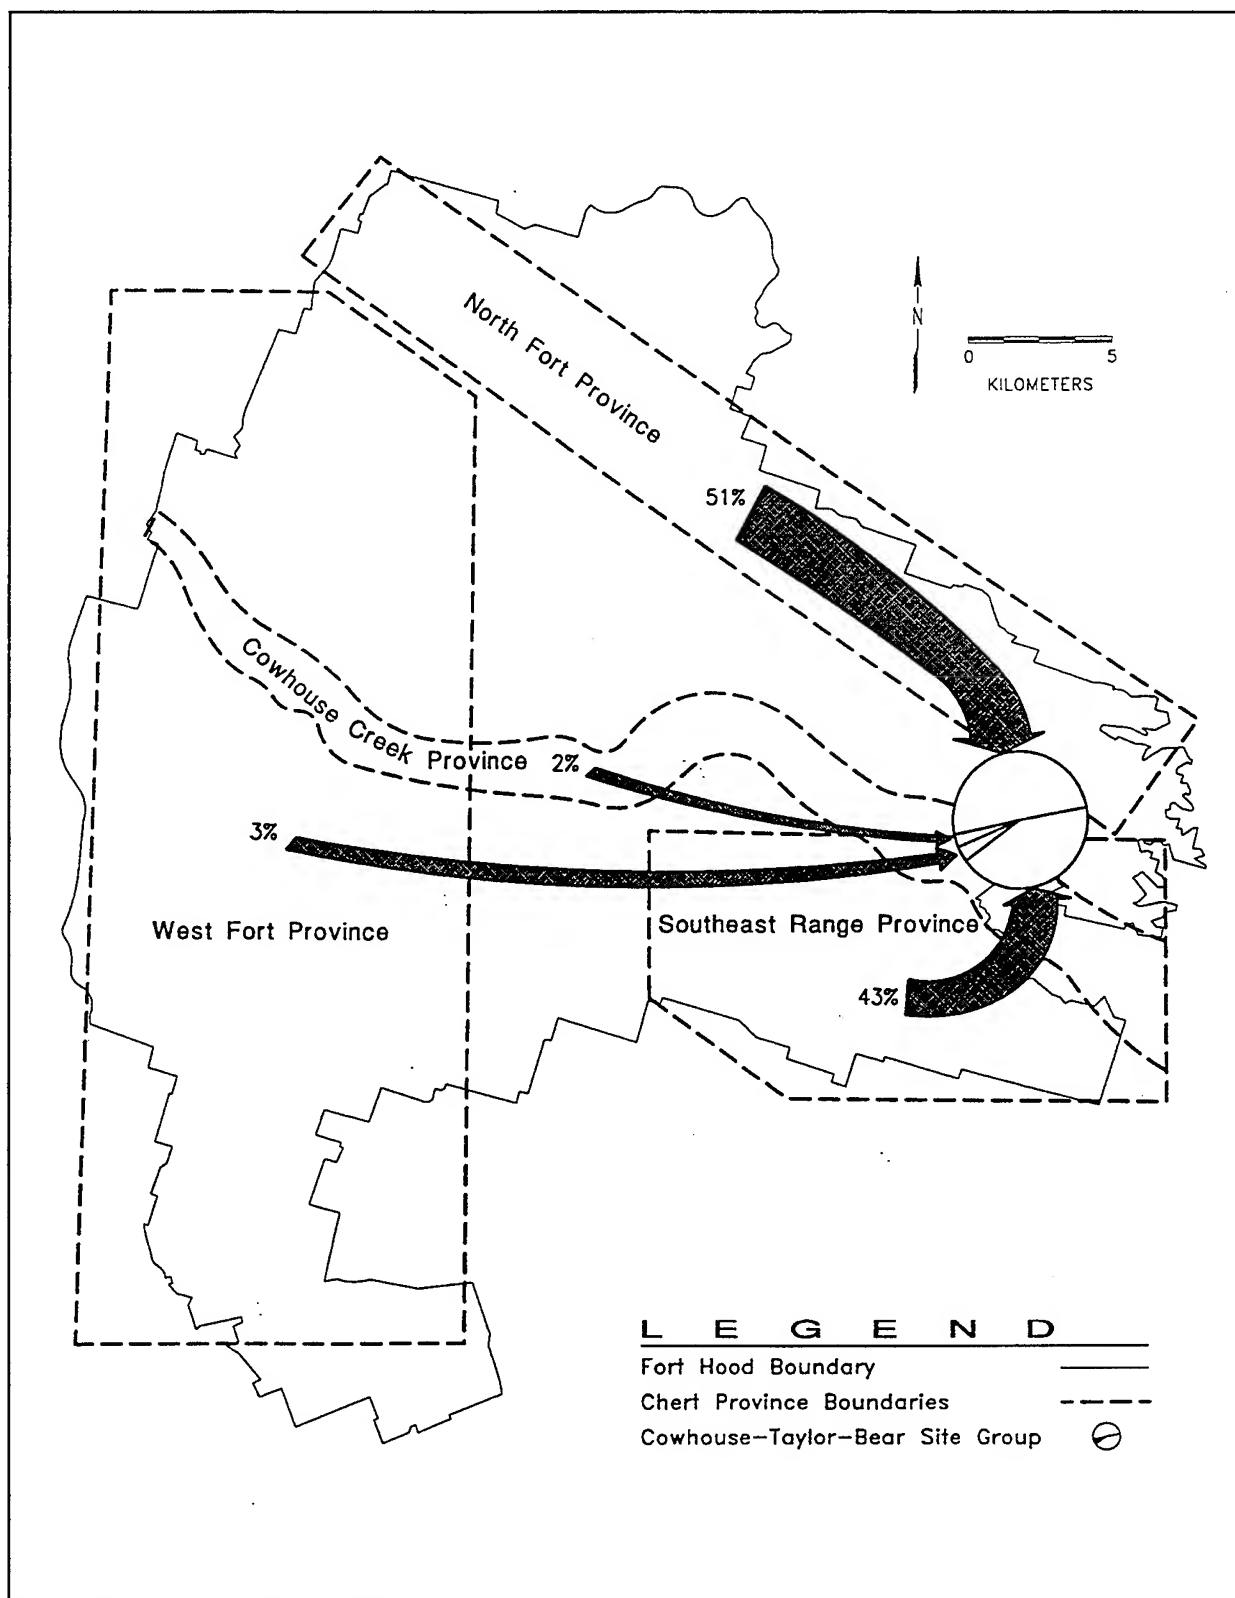 North Fort Province
N
0 5
KILOMETERS
51%
Cowhouse Creek Province 2%
3%
West Fort Province
Southeast Range Province
43%
LEGEND
Fort Hood Boundary
Chert Province Boundaries
Cowhouse-Taylor-Bear Site Group